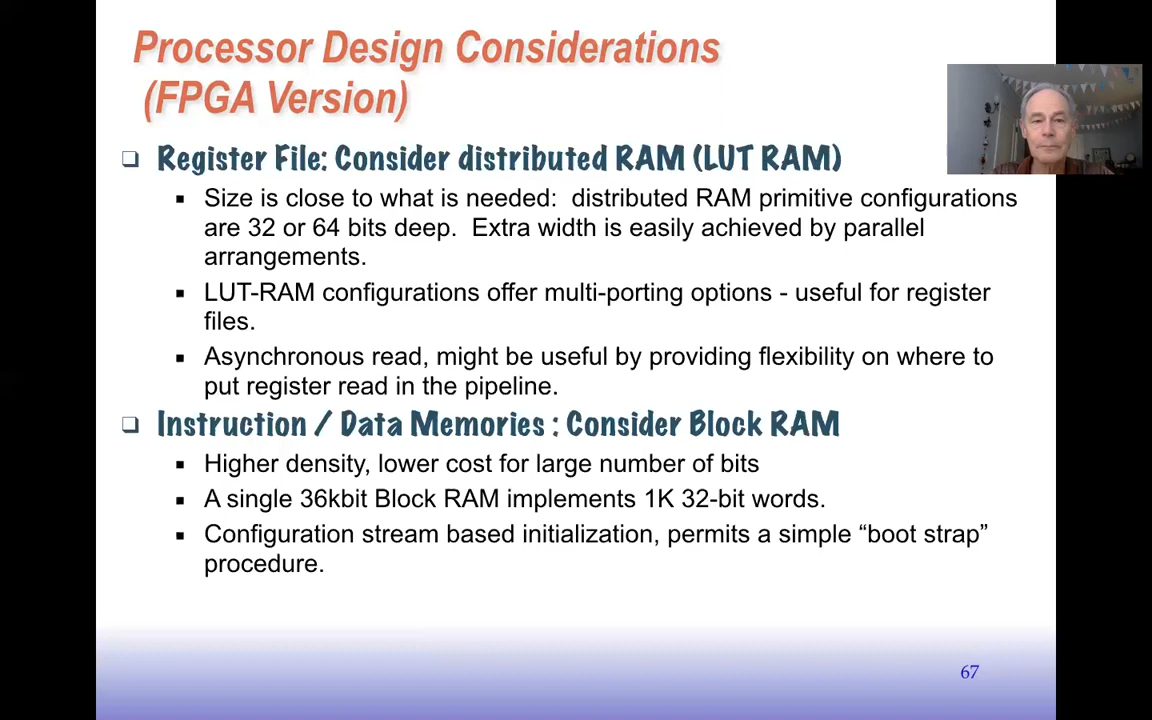 Processor Design Considerations
(FPGA Version)
❑ Register File: Consider distributed RAM (LUT RAM)
▪ Size is close to what is needed: distributed RAM primitive configurations
are 32 or 64 bits deep. Extra width is easily achieved by parallel
arrangements.
▪ LUT-RAM configurations offer multi-porting options - useful for register
files.
▪ Asynchronous read, might be useful by providing flexibility on where to
put register read in the pipeline.
❑ Instruction / Data Memories : Consider Block RAM
▪ Higher density, lower cost for large number of bits
▪ A single 36kbit Block RAM implements 1K 32-bit words.
▪ Configuration stream based initialization, permits a simple “boot strap”
procedure.
67